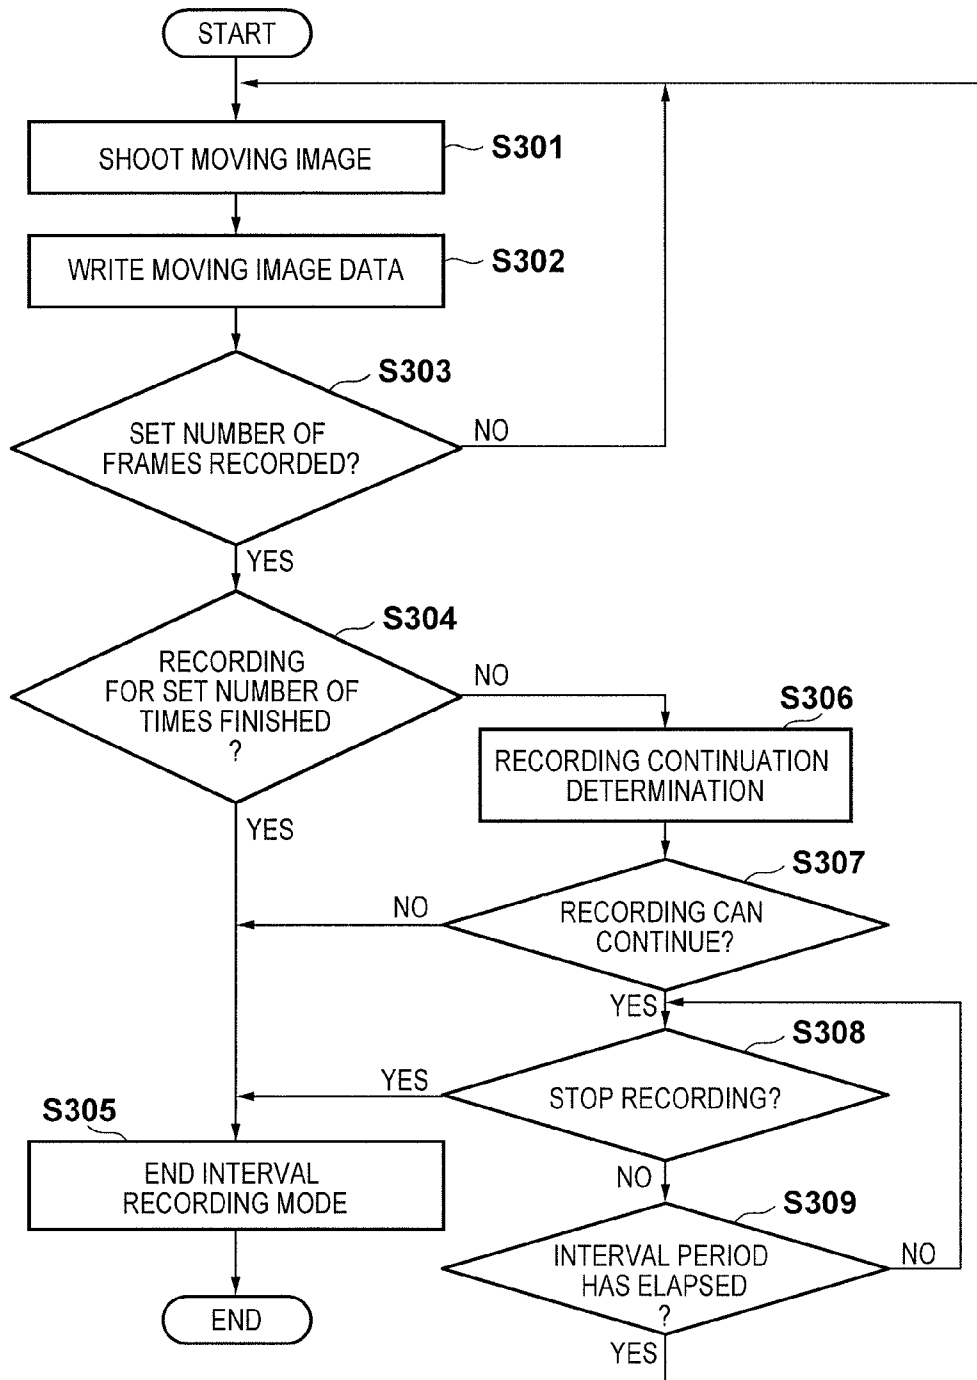 START
S301
SHOOT MOVING IMAGE
S302
WRITE MOVING IMAGE DATA
S303
SET NUMBER OF
FRAMES RECORDED?
NO
YES
S304
RECORDING
FOR SET NUMBER OF
TIMES FINISHED
?
NO
YES
S306
RECORDING CONTINUATION
DETERMINATION
S307
RECORDING CAN
CONTINUE?
NO
YES
S308
STOP RECORDING?
YES
NO
S305
END INTERVAL
RECORDING MODE
S309
INTERVAL PERIOD
HAS ELAPSED
?
NO
YES
END